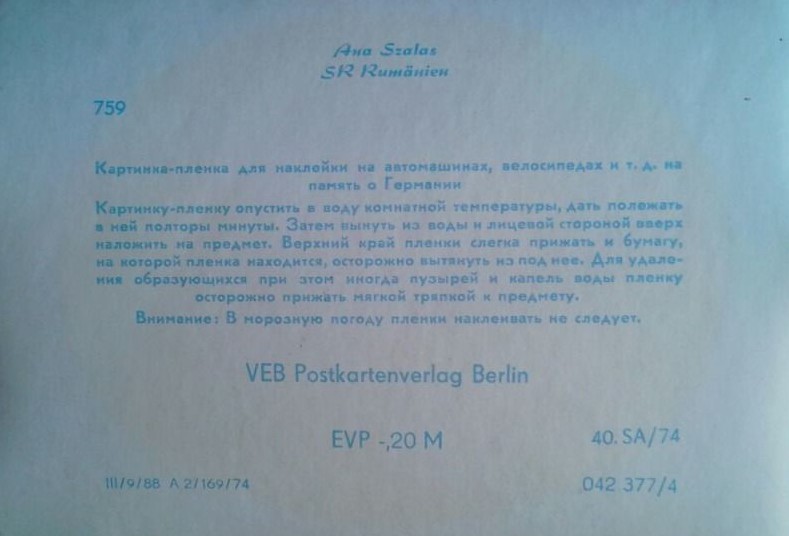 Ana Szalas
SR Rumänien
759
Картинка-пленка для наклейки на автомашинах, велосипедах и т. д. на
память о Германии
Картинку-пленку опустить в воду комнатной температуры, дать полежать
в ней полторы минуты. Затем вынуть из воды и лицевой стороной вверх
наложить на предмет. Верхний край пленки слегка прижать и бумагу,
на которой пленка находится, осторожно вытянуть из под нее. Для удале-
ния образующихся при этом иногда пузырей и капель воды пленку
осторожно прижать мягкой тряпкой к предмету.
Внимание: В морозную погоду пленки наклеивать не следует.
VEB Postkartenverlag Berlin
EVP -,20 M
40. SA/74
III/9/88 A 2/169/74
042 377/4